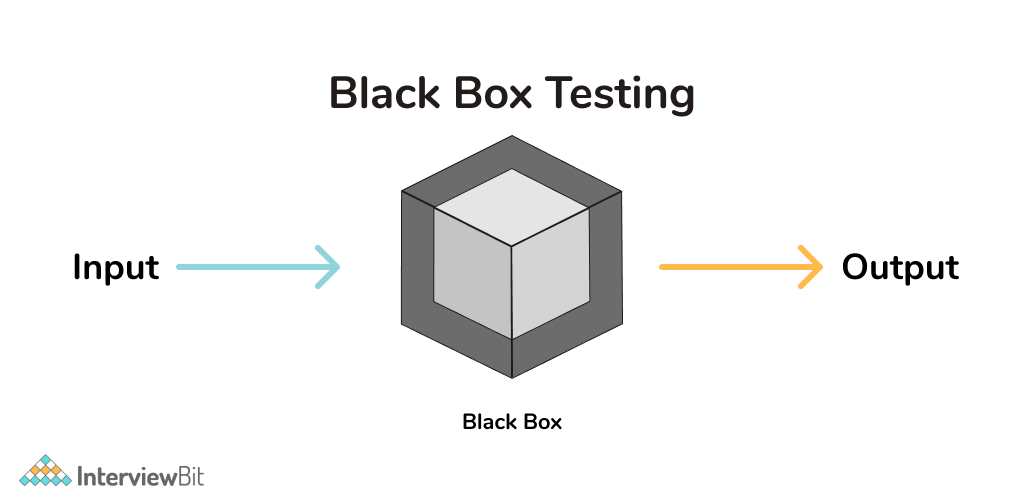 Black Box Testing
Input
Output
Black Box
InterviewBit